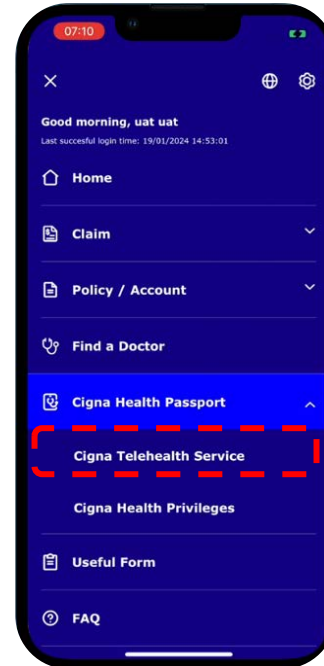 07:10
Good morning, uat uat
Last succesful login time: 19/01/2024 14:53:01
Home
Claim
Policy / Account
Find a Doctor
Cigna Health Passport
Cigna Telehealth Service
Cigna Health Privileges
Useful Form
FAQ